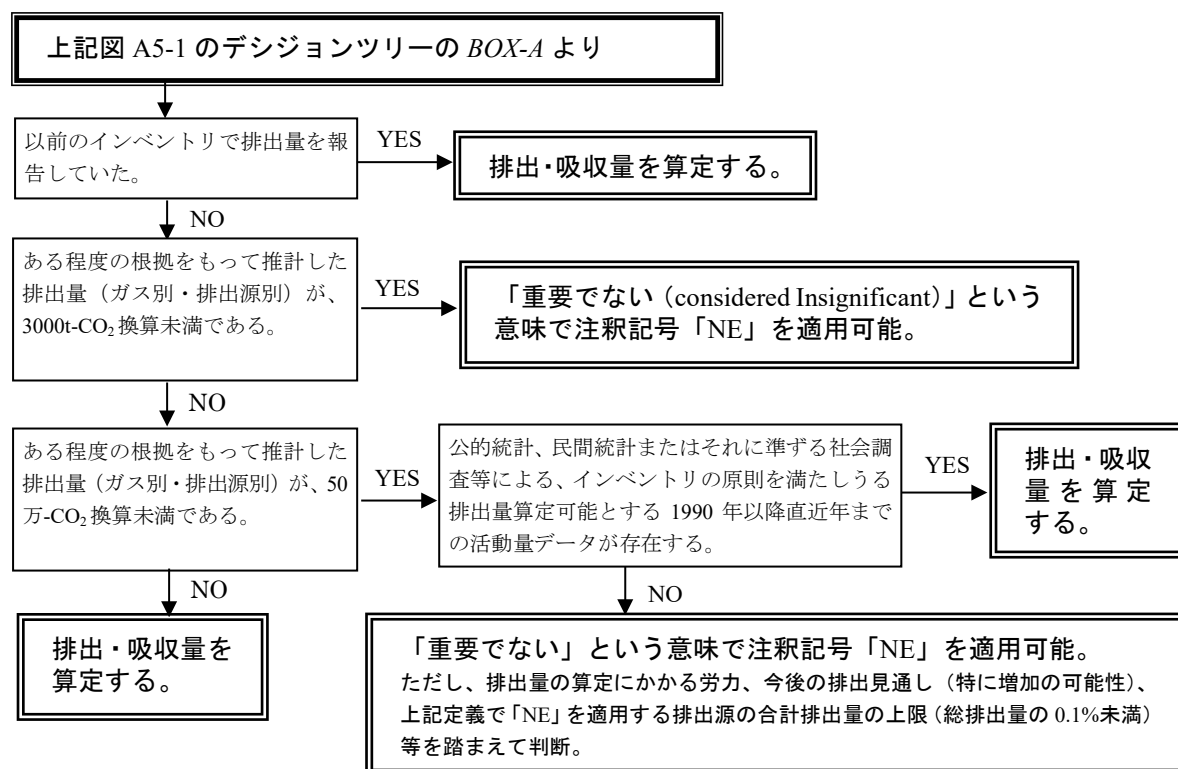 上記図 A5-1 のデシジョンツリーの BOX-A より
以前のインベントリで排出量を報
告していた。
YES
排出・吸収量を算定する。
NO
ある程度の根拠をもって推計した
排出量（ガス別・排出源別）が、
3000t-CO₂換算未満である。
YES
「重要でない（considered Insignificant）」という
意味で注釈記号「NE」を適用可能。
NO
ある程度の根拠をもって推計した
排出量（ガス別・排出源別）が、50
万-CO₂換算未満である。
YES
公的統計、民間統計またはそれに準ずる社会調
査等による、インベントリの原則を満たしうる
排出量算定可能とする 1990 年以降直近年まで
の活動量データが存在する。
YES
排出・吸収
量を算定
する。
NO
排出・吸収量を
算定する。
NO
「重要でない」という意味で注釈記号「NE」を適用可能。
ただし、排出量の算定にかかる労力、今後の排出見通し（特に増加の可能性）、
上記定義で「NE」を適用する排出源の合計排出量の上限（総排出量の 0.1%未満）
等を踏まえて判断。